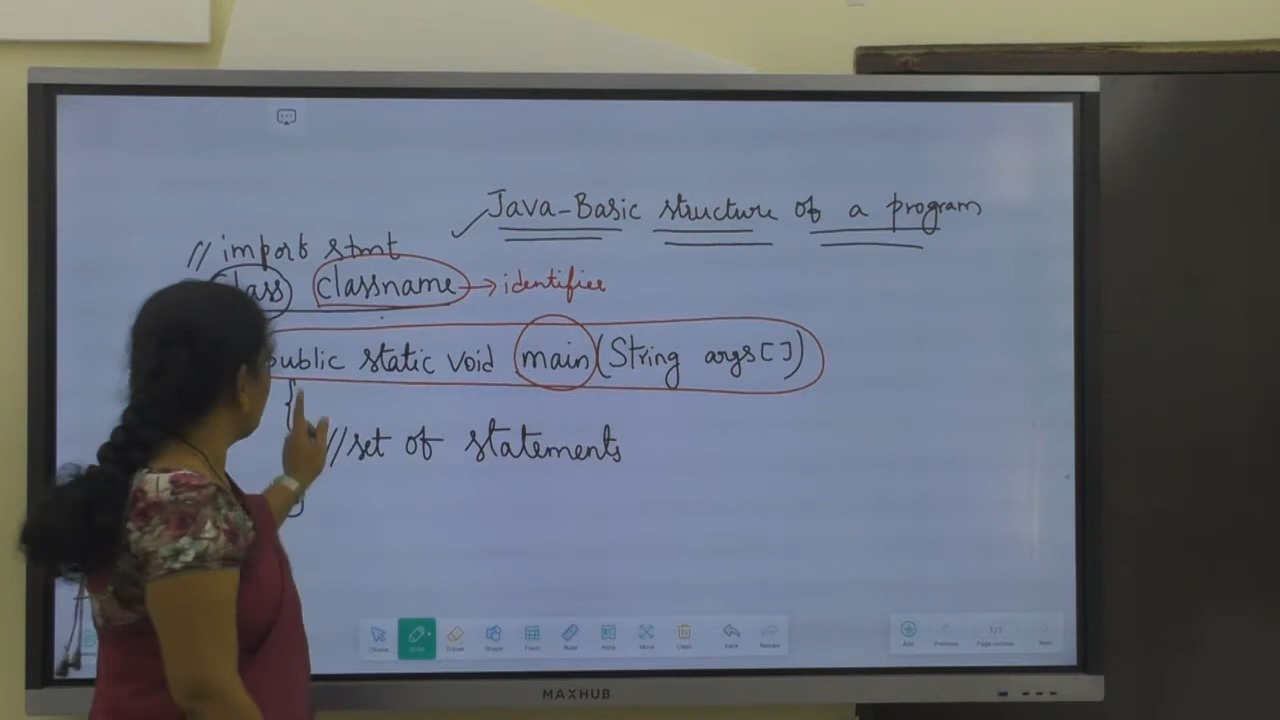 Java-Basic structure of a program
// import stmt
class classname → identifier
public static void main(String args[])
{
//set of statements
}
MAXHUB